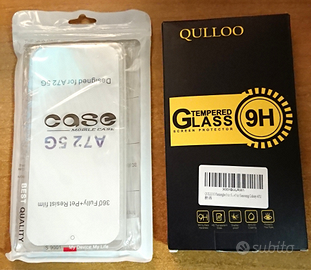 Designed for A72 5G
case
MOBILE CASE
A72 5G
360 Fully+Pet Resist film
BEST QUALITY
QULLOO
TEMPERED
GLASS
SCREEN PROTECTOR
9H
subito